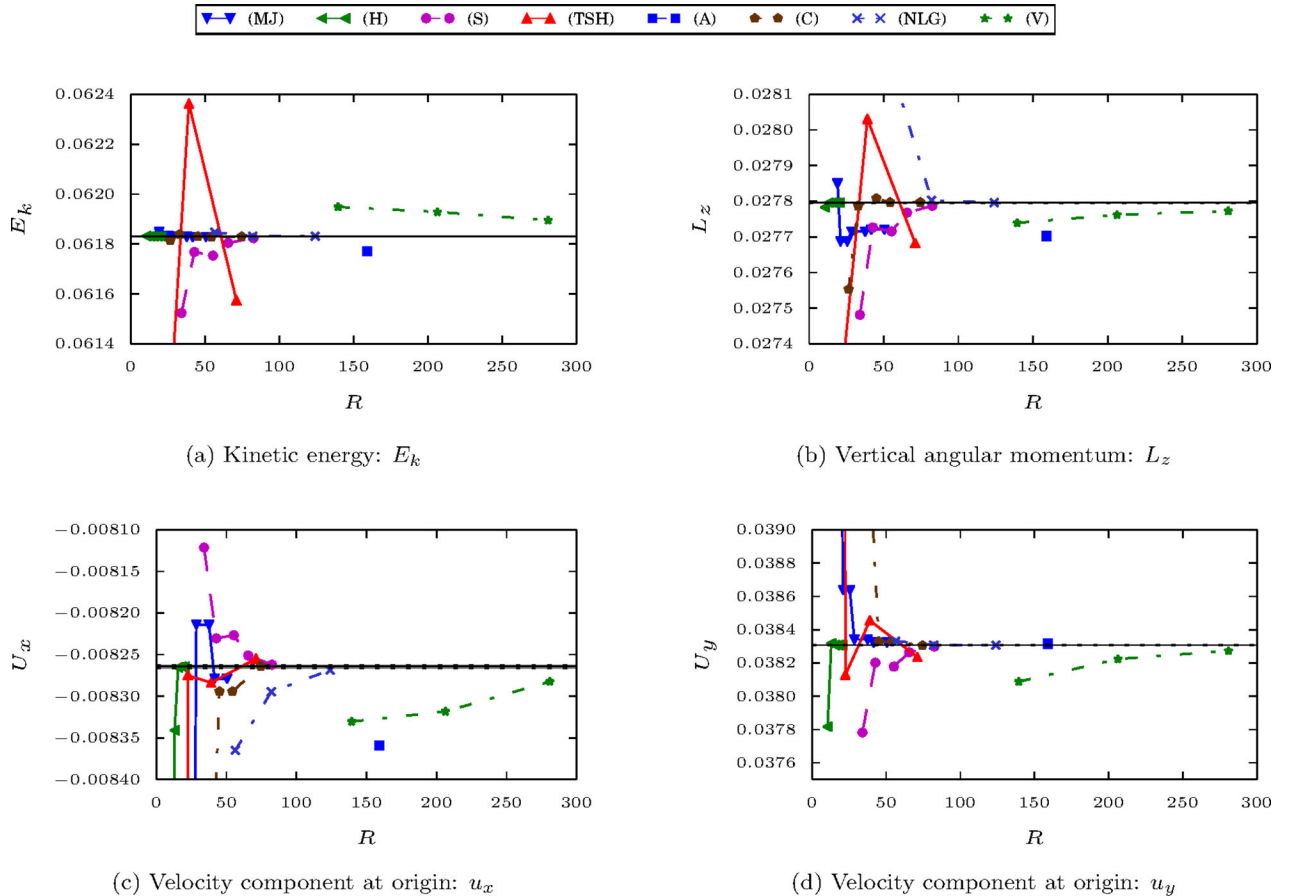 (MJ) (H) (S) (TSH) (A) (C) (NLG) (V)
0.0624
0.0622
0.0620
0.0618
0.0616
0.0614
E_k
0 50 100 150 200 250 300
R
(a) Kinetic energy: E_k
0.0281
0.0280
0.0279
0.0278
0.0277
0.0276
0.0275
0.0274
L_z
0 50 100 150 200 250 300
R
(b) Vertical angular momentum: L_z
−0.00810
−0.00815
−0.00820
−0.00825
−0.00830
−0.00835
−0.00840
U_x
0 50 100 150 200 250 300
R
(c) Velocity component at origin: u_x
0.0390
0.0388
0.0386
0.0384
0.0382
0.0380
0.0378
0.0376
U_y
0 50 100 150 200 250 300
R
(d) Velocity component at origin: u_y